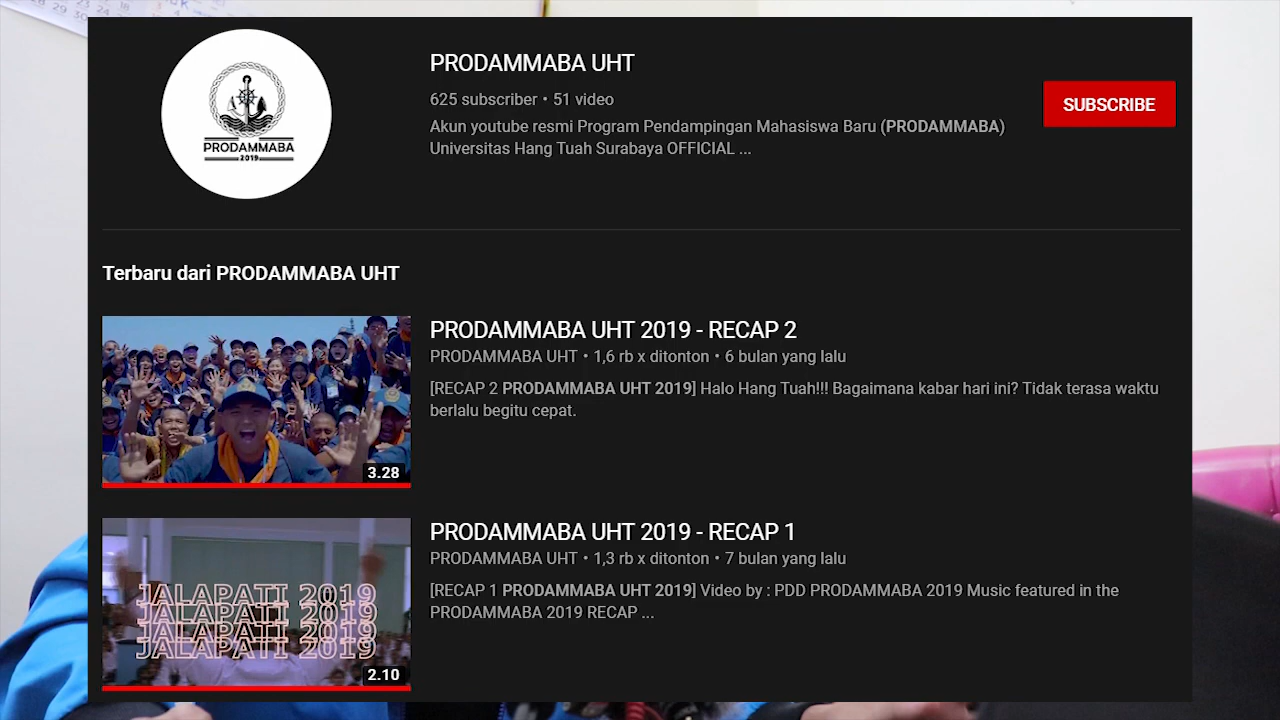 PRODAMMABA
2019
PRODAMMABA UHT
625 subscriber • 51 video
Akun youtube resmi Program Pendampingan Mahasiswa Baru (PRODAMMABA)
Universitas Hang Tuah Surabaya OFFICIAL ...
SUBSCRIBE
Terbaru dari PRODAMMABA UHT
3.28
PRODAMMABA UHT 2019 - RECAP 2
PRODAMMABA UHT • 1,6 rb x ditonton • 6 bulan yang lalu
[RECAP 2 PRODAMMABA UHT 2019] Halo Hang Tuah!!! Bagaimana kabar hari ini? Tidak terasa waktu
berlalu begitu cepat.
JALAPATI 2019
JALAPATI 2019
JALAPATI 2019
JALAPATI 2019
2.10
PRODAMMABA UHT 2019 - RECAP 1
PRODAMMABA UHT • 1,3 rb x ditonton • 7 bulan yang lalu
[RECAP 1 PRODAMMABA UHT 2019] Video by : PDD PRODAMMABA 2019 Music featured in the
PRODAMMABA 2019 RECAP ...